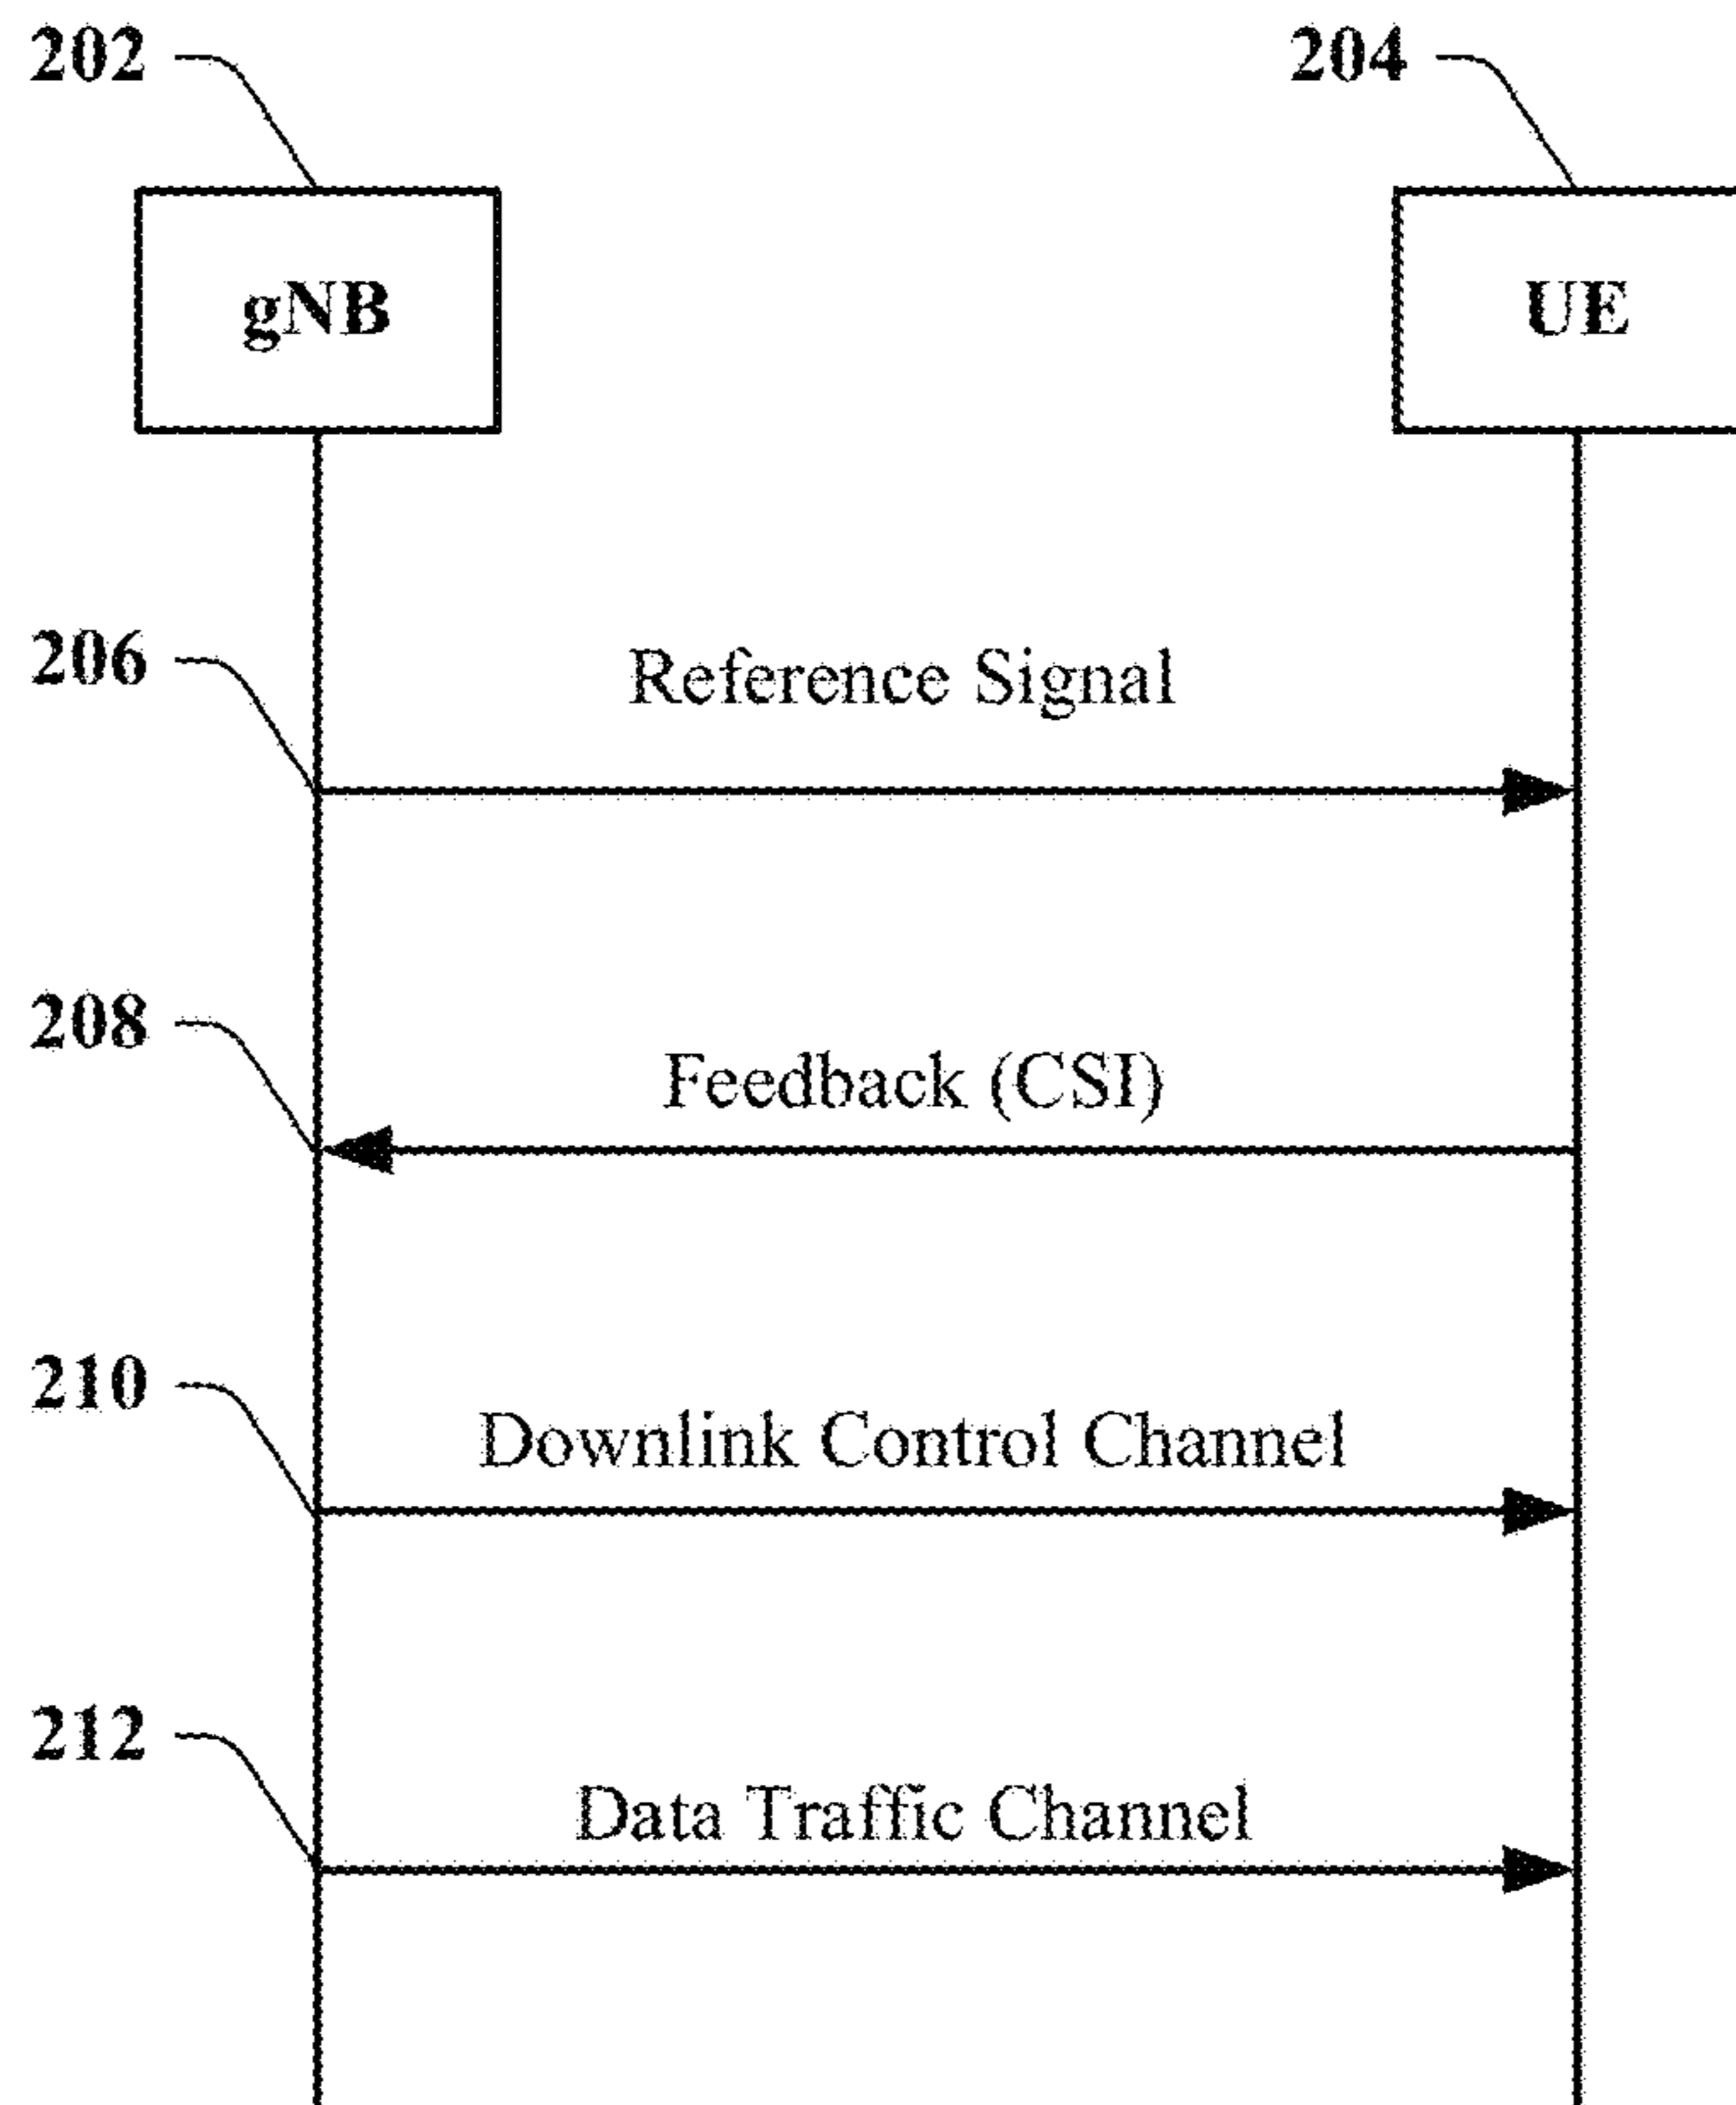 202
204
gNB
UE
206
Reference Signal
208
Feedback (CSI)
210
Downlink Control Channel
212
Data Traffic Channel